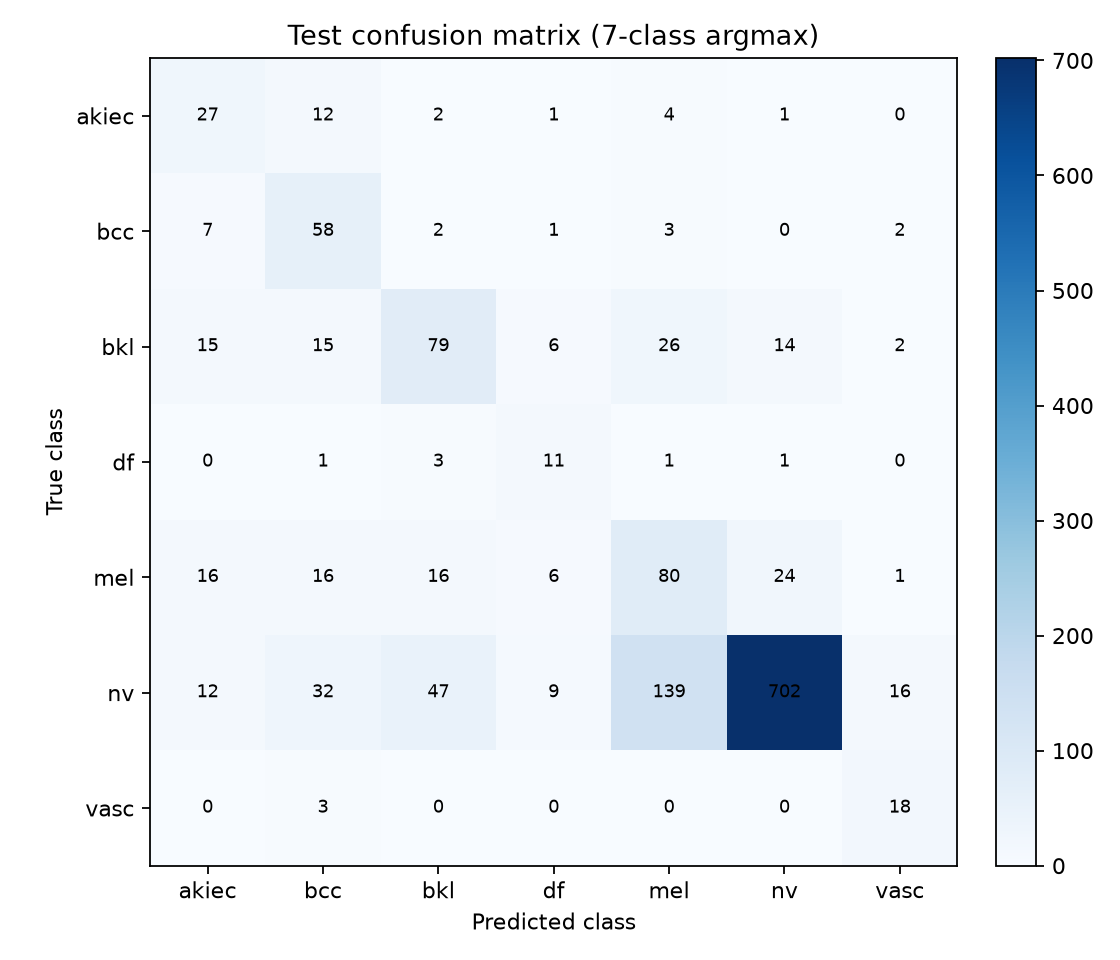 Test confusion matrix (7-class argmax)
akiec 27 12 2 1 4 1 0
bcc 7 58 2 1 3 0 2
bkl 15 15 79 6 26 14 2
df 0 1 3 11 1 1 0
mel 16 16 16 6 80 24 1
nv 12 32 47 9 139 702 16
vasc 0 3 0 0 0 0 18
akiec bcc bkl df mel nv vasc
Predicted class
True class
700
600
500
400
300
200
100
0